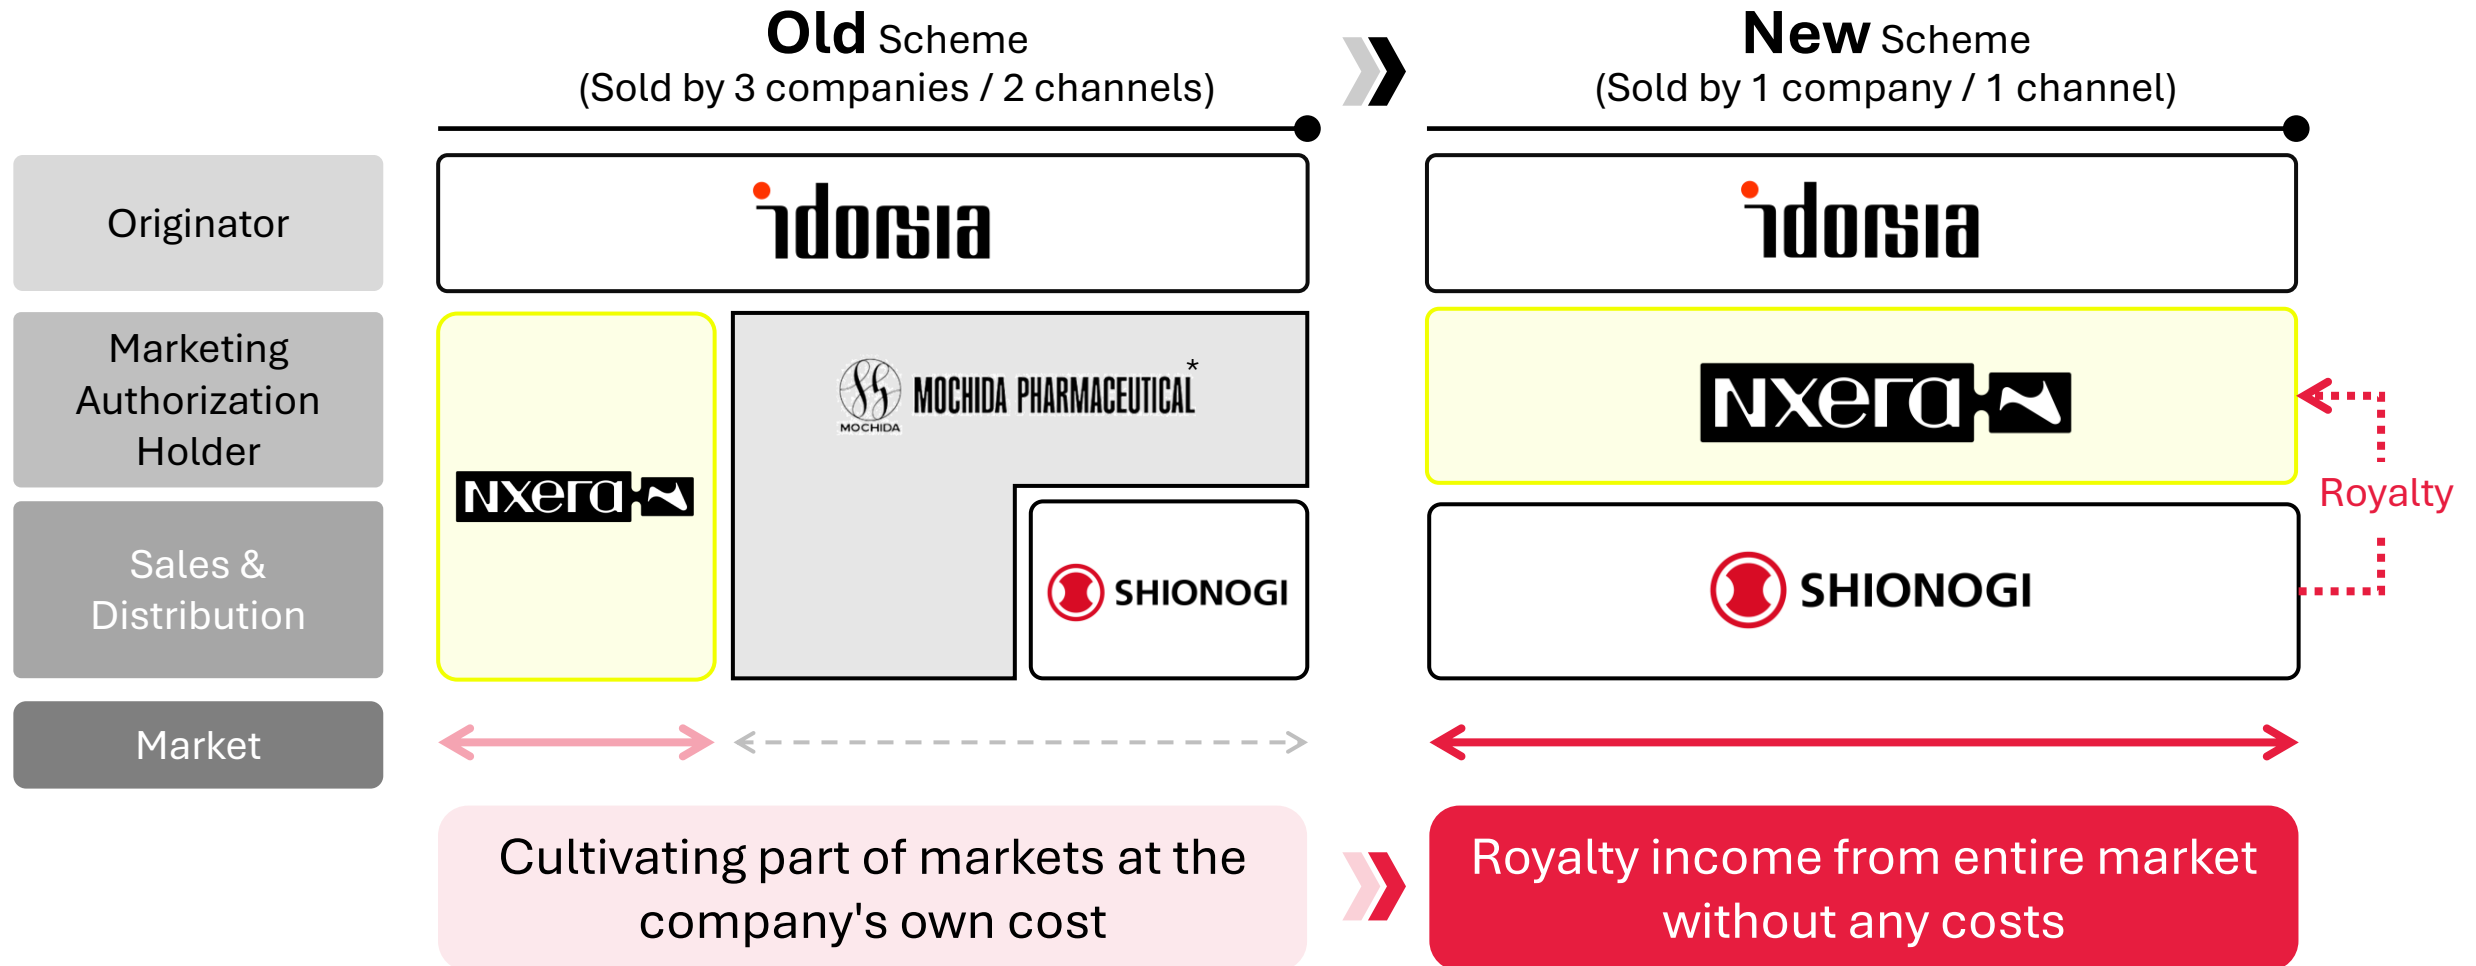 Old Scheme
(Sold by 3 companies / 2 channels)
New Scheme
(Sold by 1 company / 1 channel)
Originator
idorsia
idorsia
Marketing
Authorization
Holder
Nxera
MOCHIDA
MOCHIDA PHARMACEUTICAL*
Nxera
Royalty
Sales &
Distribution
SHIONOGI
SHIONOGI
Market
Cultivating part of markets at the
company's own cost
Royalty income from entire market
without any costs